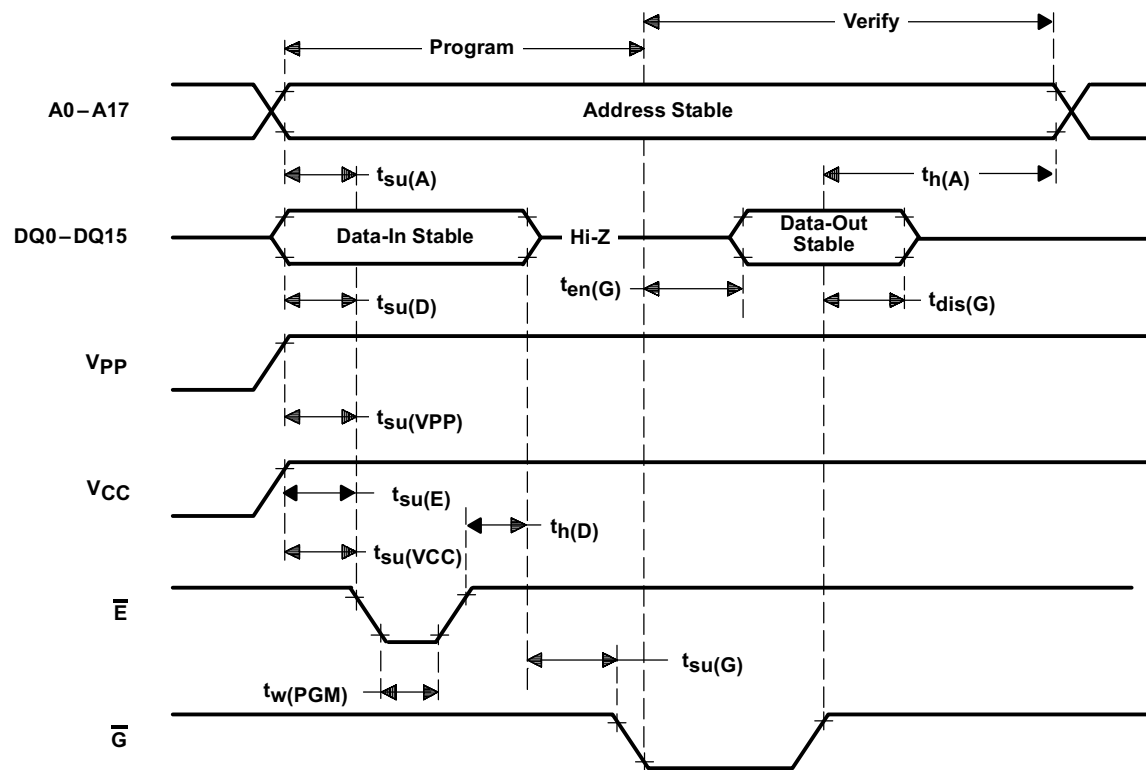 Verify
Program
A0–A17
Address Stable
tsu(A)
th(A)
DQ0–DQ15
Data-In Stable
Hi-Z
Data-Out
Stable
ten(G)
tsu(D)
tdis(G)
VPP
tsu(VPP)
VCC
tsu(E)
th(D)
tsu(VCC)
E̅
tsu(G)
tw(PGM)
G̅